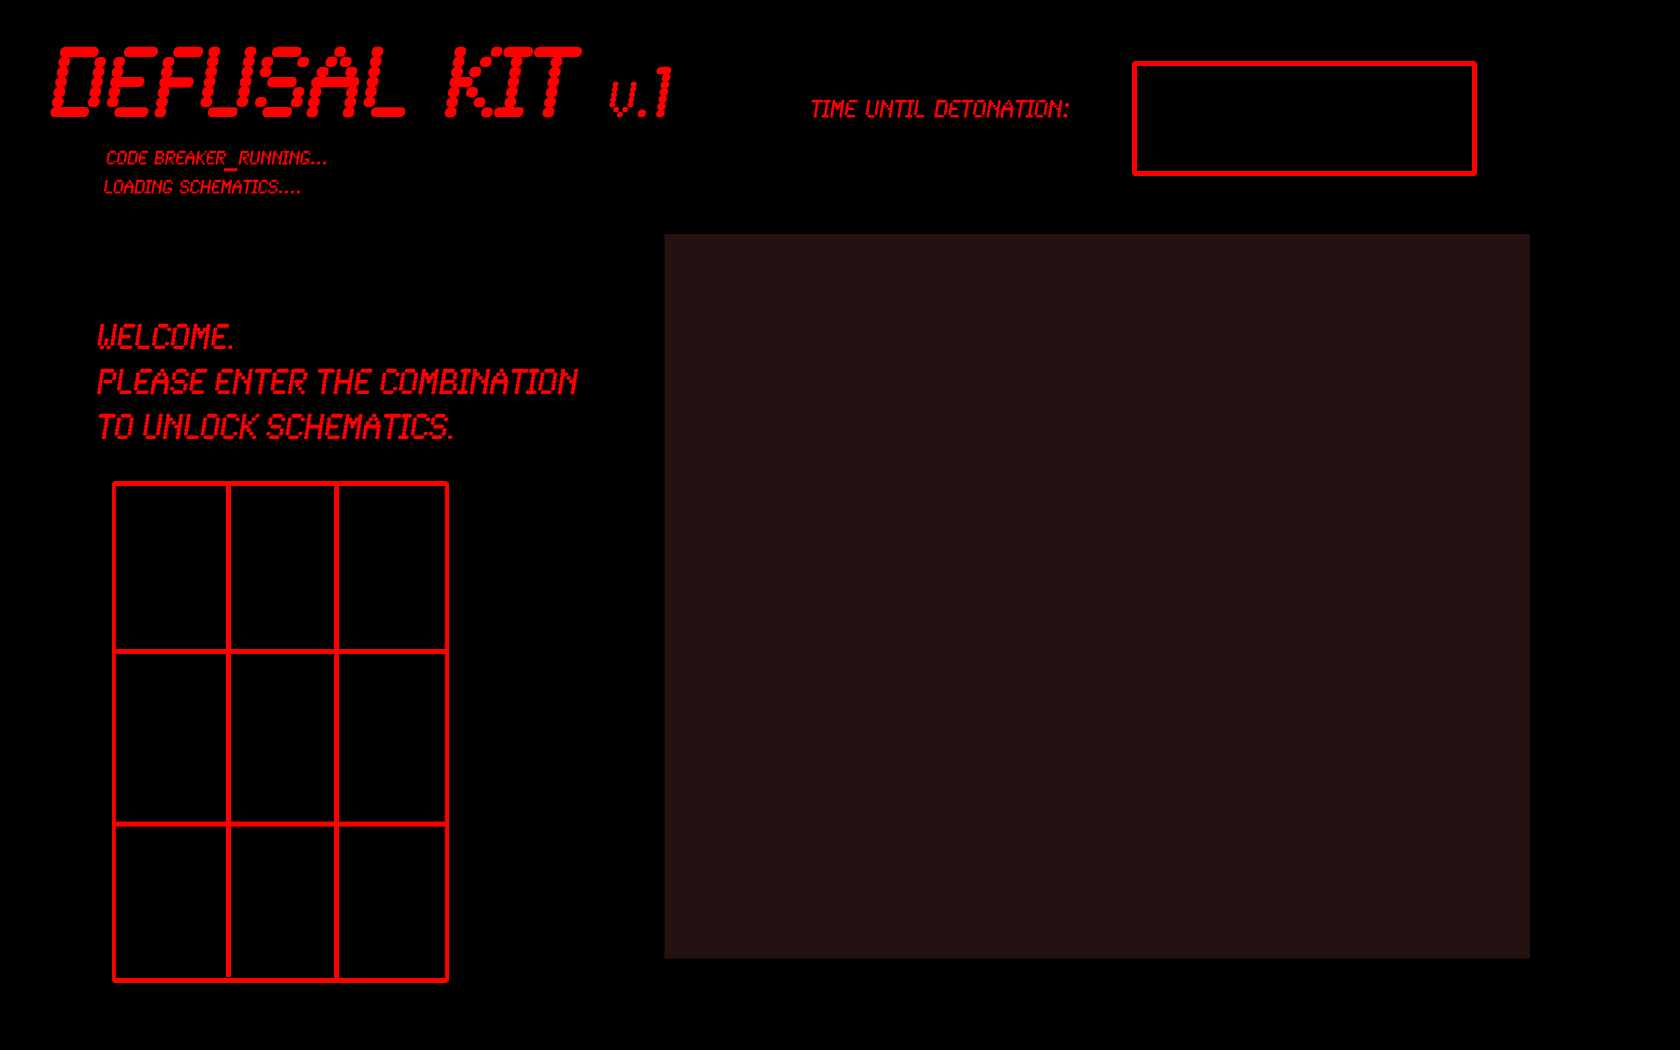 DEFUSAL KIT v.1
TIME UNTIL DETONATION:
CODE BREAKER_RUNNING...
LOADING SCHEMATICS....
WELCOME.
PLEASE ENTER THE COMBINATION
TO UNLOCK SCHEMATICS.